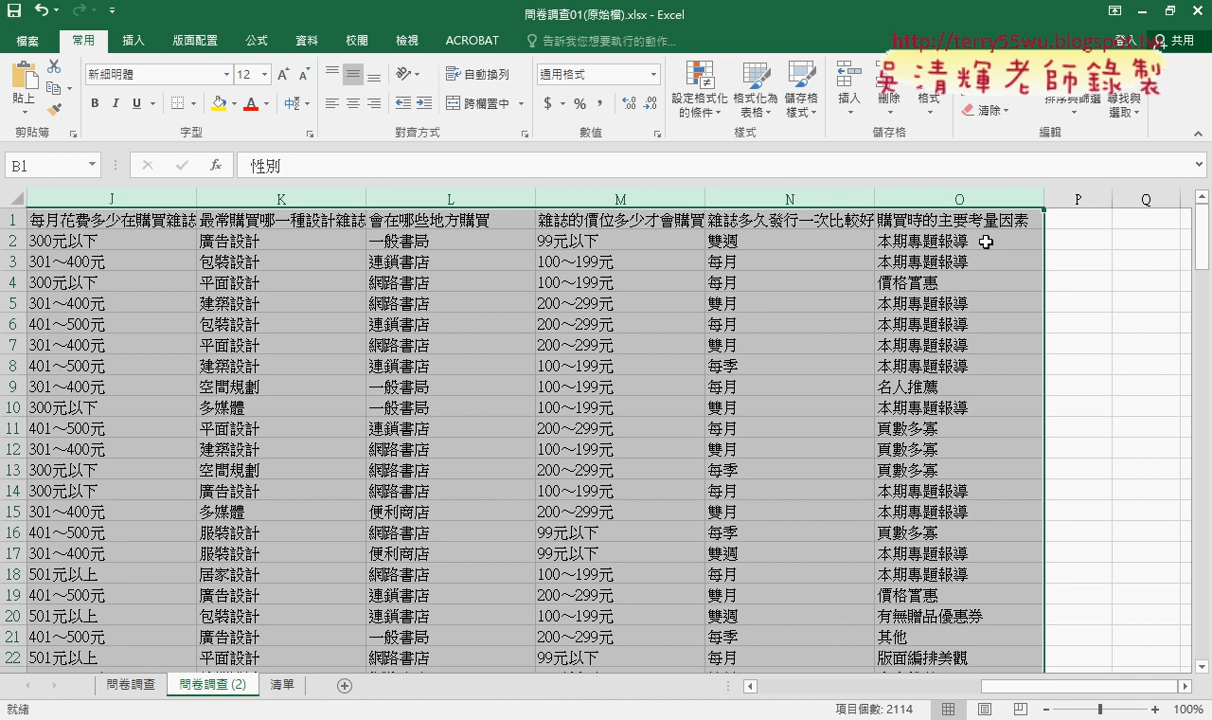 問卷調查01(原始檔).xlsx - Excel
檔案 常用 插入 版面配置 公式 資料 校閱 檢視 ACROBAT 告訴我您想要執行的動作... 登入 共用
http://terry55wu.blogspot.tw
吳清輝老師錄製
貼上 新細明體 12 自動換列 通用格式 設定格式化的條件 格式化為表格 儲存格樣式 插入 刪除 格式 清除 排序與篩選 尋找與選取
B I U 中 跨欄置中 $ % ,
剪貼簿 字型 對齊方式 數值 樣式 儲存格 編輯
B1 fx 性別
J K L M N O P Q
1 每月花費多少在購買雜誌 最常購買哪一種設計雜誌 會在哪些地方購買 雜誌的價位多少才會購買 雜誌多久發行一次比較好 購買時的主要考量因素
2 300元以下 廣告設計 一般書局 99元以下 雙週 本期專題報導
3 301～400元 包裝設計 連鎖書店 100～199元 每月 本期專題報導
4 300元以下 平面設計 網路書店 100～199元 每月 價格實惠
5 301～400元 建築設計 網路書店 200～299元 雙月 本期專題報導
6 401～500元 包裝設計 連鎖書店 200～299元 每月 本期專題報導
7 301～400元 平面設計 網路書店 200～299元 雙月 本期專題報導
8 401～500元 建築設計 連鎖書店 100～199元 每季 本期專題報導
9 301～400元 空間規劃 一般書局 100～199元 每月 名人推薦
10 300元以下 多媒體 一般書局 100～199元 雙月 本期專題報導
11 401～500元 平面設計 連鎖書店 200～299元 每月 頁數多寡
12 301～400元 建築設計 網路書店 100～199元 雙月 頁數多寡
13 300元以下 空間規劃 網路書店 200～299元 每季 頁數多寡
14 300元以下 廣告設計 網路書店 100～199元 每月 本期專題報導
15 301～400元 多媒體 便利商店 200～299元 雙月 本期專題報導
16 401～500元 服裝設計 網路書店 99元以下 每季 頁數多寡
17 301～400元 服裝設計 便利商店 99元以下 雙週 本期專題報導
18 501元以上 居家設計 網路書店 100～199元 每月 本期專題報導
19 401～500元 廣告設計 連鎖書店 200～299元 雙月 價格實惠
20 501元以上 包裝設計 連鎖書店 100～199元 雙週 有無贈品優惠券
21 401～500元 廣告設計 一般書局 200～299元 每季 其他
22 501元以上 平面設計 網路書店 99元以下 每月 版面編排美觀
問卷調查 問卷調查 (2) 清單
就緒 項目個數: 2114 100%